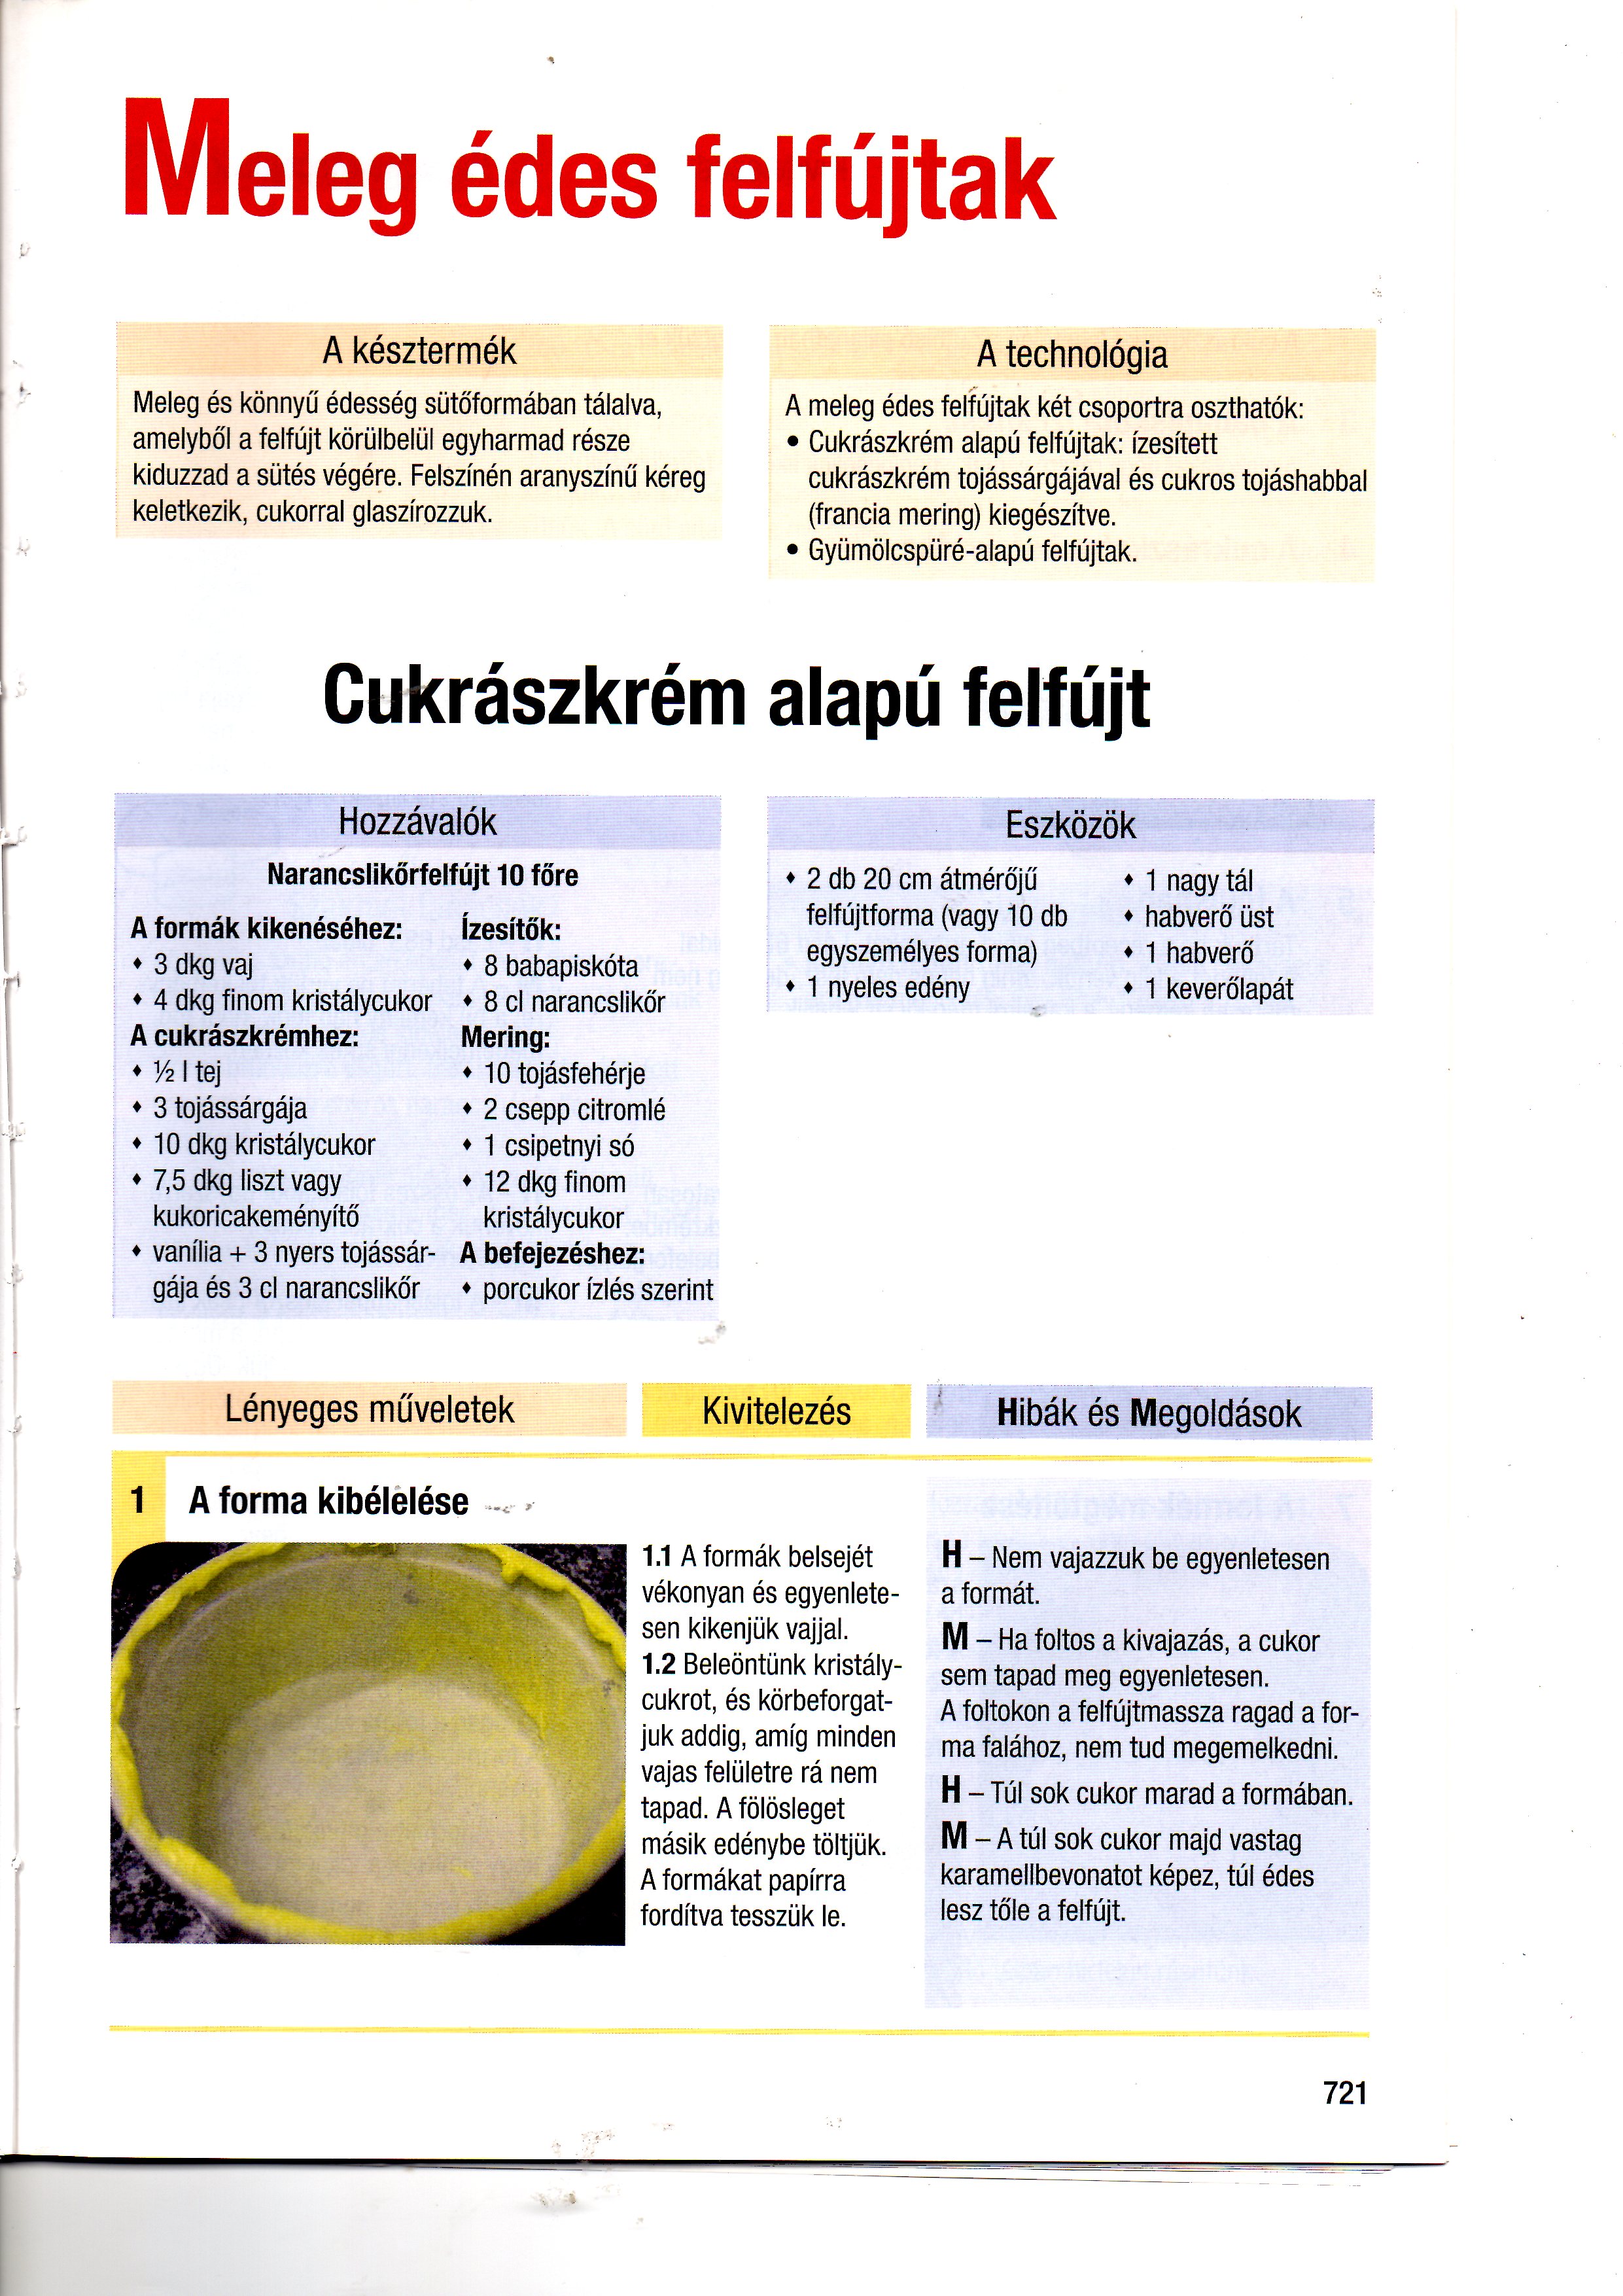 Meleg édes felfújtak
A késztermék
Meleg és könnyű édesség sütőformában tálalva,
amelyből a felfújt körülbelül egyharmad része
kiduzzad a sütés végére. Felszínén aranyszínű kéreg
keletkezik, cukorral glaszírozzuk.
A technológia
A meleg édes felfújtak két csoportra oszthatók:
• Cukrászkrém alapú felfújtak: ízesített
cukrászkrém tojássárgájával és cukros tojáshabbal
(francia mering) kiegészítve.
• Gyümölcspüré-alapú felfújtak.
Cukrászkrém alapú felfújt
Hozzávalók
Narancslikőrfelfújt 10 főre
A formák kikenéséhez:
♦ 3 dkg vaj
♦ 4 dkg finom kristálycukor
A cukrászkrémhez:
♦ ½ l tej
♦ 3 tojássárgája
♦ 10 dkg kristálycukor
♦ 7,5 dkg liszt vagy
kukoricakeményítő
♦ vanília + 3 nyers tojássár-
gája és 3 cl narancslikőr
Ízesítők:
♦ 8 babapiskóta
♦ 8 cl narancslikőr
Mering:
♦ 10 tojásfehérje
♦ 2 csepp citromlé
♦ 1 csipetnyi só
♦ 12 dkg finom
kristálycukor
A befejezéshez:
♦ porcukor ízlés szerint
Eszközök
♦ 2 db 20 cm átmérőjű
felfújtforma (vagy 10 db
egyszemélyes forma)
♦ 1 nyeles edény
♦ 1 nagy tál
♦ habverő üst
♦ 1 habverő
♦ 1 keverőlapát
Lényeges műveletek
Kivitelezés
Hibák és Megoldások
1 A forma kibélelése
1.1 A formák belsejét
vékonyan és egyenlete-
sen kikenjük vajjal.
1.2 Beleöntünk kristály-
cukrot, és körbeforgat-
juk addig, amíg minden
vajas felületre rá nem
tapad. A fölösleget
másik edénybe töltjük.
A formákat papírra
fordítva tesszük le.
H – Nem vajazzuk be egyenletesen
a formát.
M – Ha foltos a kivajazás, a cukor
sem tapad meg egyenletesen.
A foltokon a felfújtmassza ragad a for-
ma falához, nem tud megemelkedni.
H – Túl sok cukor marad a formában.
M – A túl sok cukor majd vastag
karamellbevonatot képez, túl édes
lesz tőle a felfújt.
721